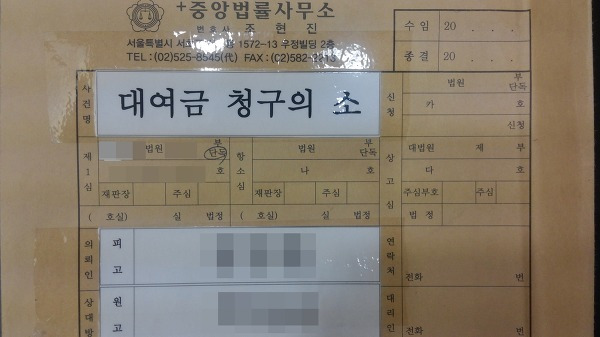 +중앙법률사무소
변호사 조현진
서울특별시 서초 1572-13 우정빌딩 2층
TEL : (02)525-8545(代) FAX : (02)582-2213
수임 20 . . .
종결 20 . . .
사건명
대여금 청구의 소
신청
법원 부 단독
카 호
신청
제1심
법원 부 단독
호
재판장 주심
( 호실) 실 법정
항소심
법원 부 단독
나 호
재판장 주심
( 호실) 실 법정
상고심
대법원 제 부
다 호
주심부호 주심
법정
의뢰인
피고
연락처
전화 번
상대방
원고
대리인
전화 번